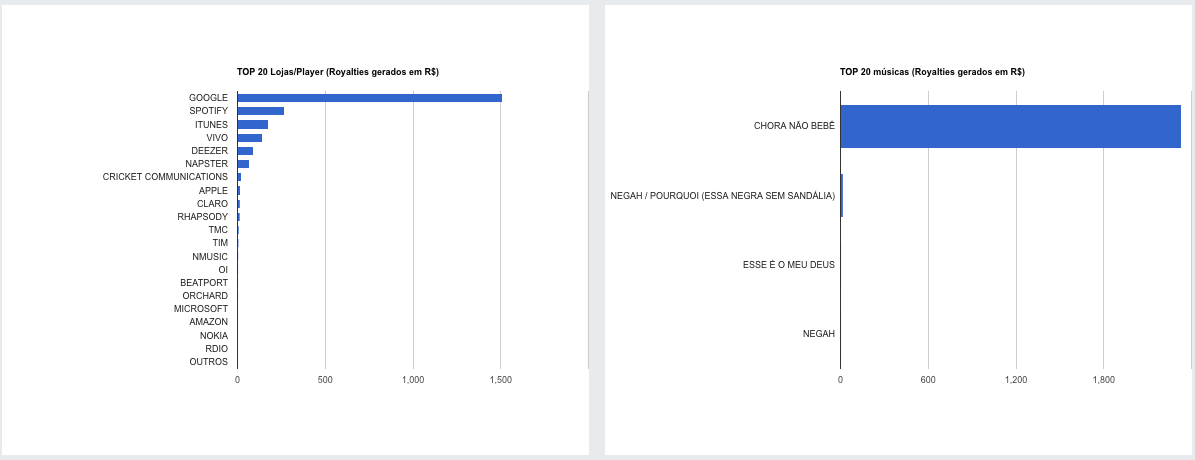 TOP 20 Lojas/Player (Royalties gerados em R$)
GOOGLE
SPOTIFY
ITUNES
VIVO
DEEZER
NAPSTER
CRICKET COMMUNICATIONS
APPLE
CLARO
RHAPSODY
TMC
TIM
NMUSIC
OI
BEATPORT
ORCHARD
MICROSOFT
AMAZON
NOKIA
RDIO
OUTROS
0 500 1,000 1,500
TOP 20 músicas (Royalties gerados em R$)
CHORA NÃO BEBÊ
NEGAH / POURQUOI (ESSA NEGRA SEM SANDÁLIA)
ESSE É O MEU DEUS
NEGAH
0 600 1,200 1,800